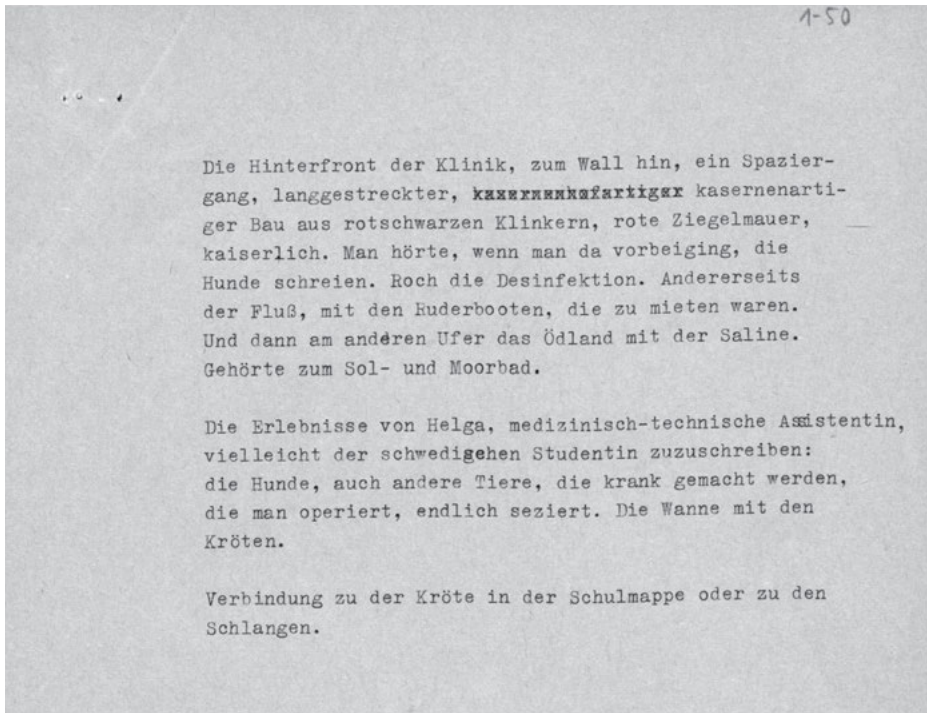 1-50
Die Hinterfront der Klinik, zum Wall hin, ein Spazier-
gang, langgestreckter, kasernenhofartiger kasernenarti-
ger Bau aus rotschwarzen Klinkern, rote Ziegelmauer,
kaiserlich. Man hörte, wenn man da vorbeiging, die
Hunde schreien. Roch die Desinfektion. Andererseits
der Fluß, mit den Ruderbooten, die zu mieten waren.
Und dann am anderen Ufer das Ödland mit der Saline.
Gehörte zum Sol- und Moorbad.
Die Erlebnisse von Helga, medizinisch-technische Assistentin,
vielleicht der schwedischen Studentin zuzuschreiben:
die Hunde, auch andere Tiere, die krank gemacht werden,
die man operiert, endlich seziert. Die Wanne mit den
Kröten.
Verbindung zu der Kröte in der Schulmappe oder zu den
Schlangen.